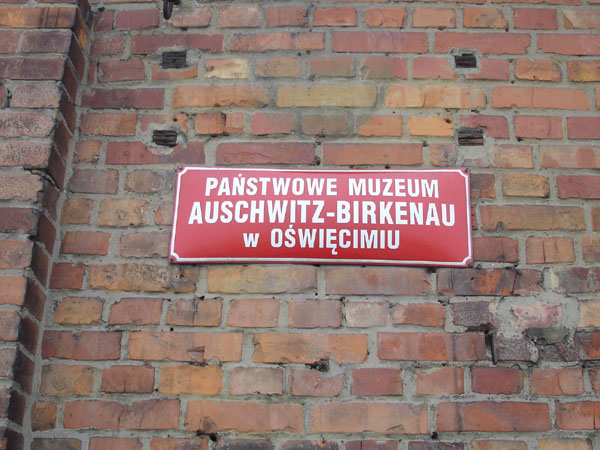 PAŃSTWOWE MUZEUM
AUSCHWITZ-BIRKENAU
w OŚWIĘCIMIU